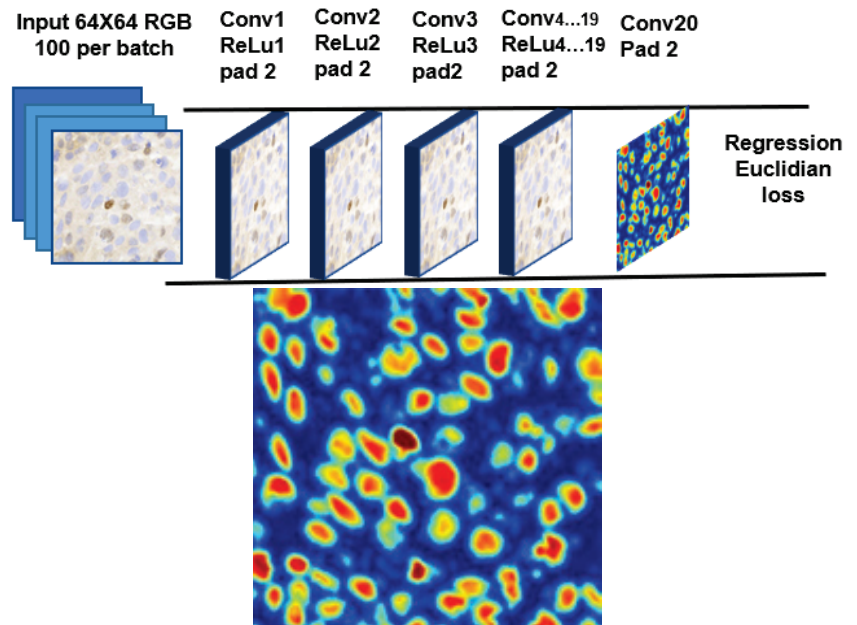 Input 64X64 RGB
100 per batch
Conv1
ReLu1
pad 2
Conv2
ReLu2
pad 2
Conv3
ReLu3
pad2
Conv4...19
ReLu4...19
pad 2
Conv20
Pad 2
Regression
Euclidian
loss